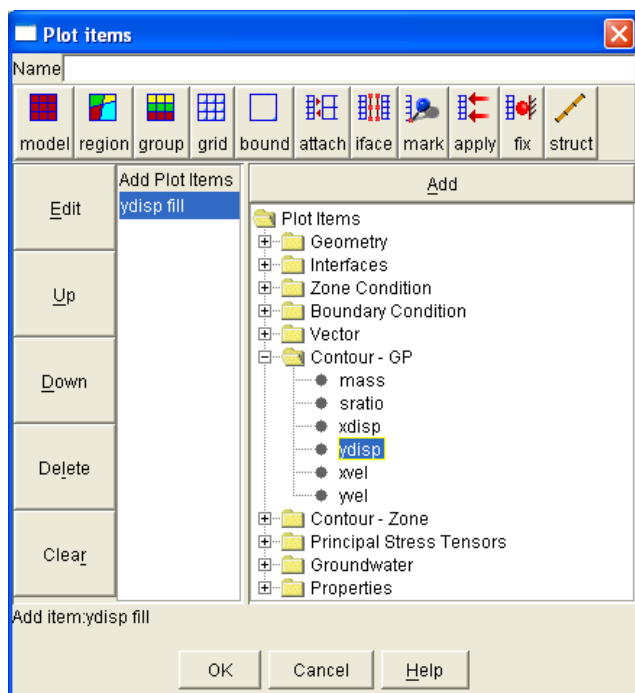 Plot items
Name
model region group grid bound attach iface mark apply fix struct
Edit
Up
Down
Delete
Clear
Add Plot Items
ydisp fill
Add
Plot Items
Geometry
Interfaces
Zone Condition
Boundary Condition
Vector
Contour - GP
mass
sratio
xdisp
ydisp
xvel
yvel
Contour - Zone
Principal Stress Tensors
Groundwater
Properties
Add item:ydisp fill
OK Cancel Help